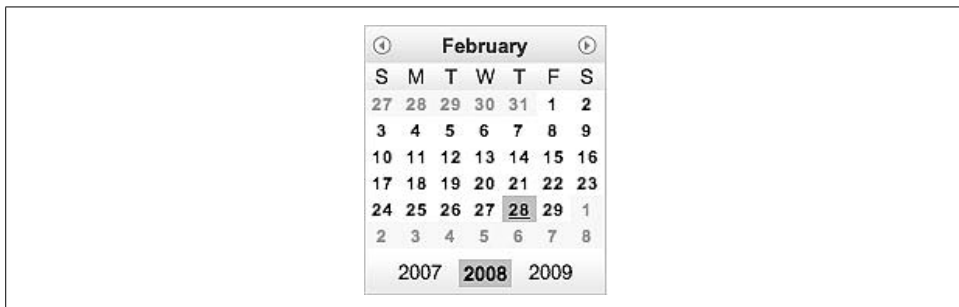 February
S M T W T F S
27 28 29 30 31 1 2
3 4 5 6 7 8 9
10 11 12 13 14 15 16
17 18 19 20 21 22 23
24 25 26 27 28 29 1
2 3 4 5 6 7 8
2007 2008 2009